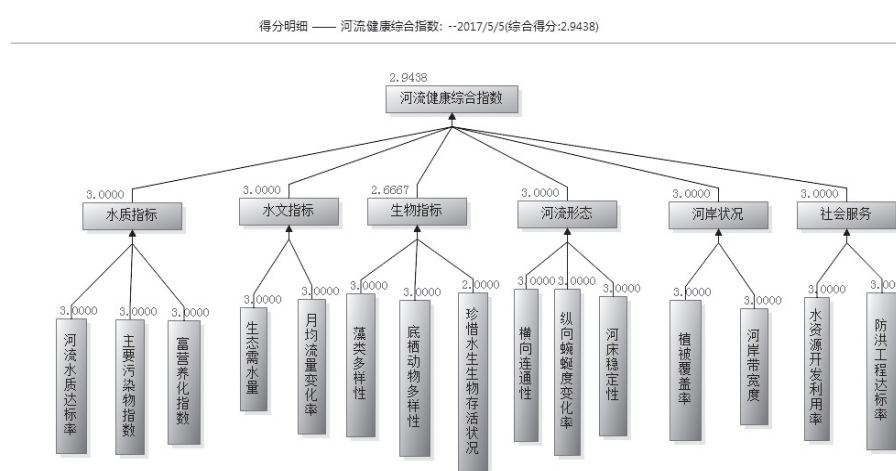 得分明细 —— 河流健康综合指数: --2017/5/5(综合得分:2.9438)
2.9438
河流健康综合指数
3.0000
水质指标
3.0000
水文指标
2.6667
生物指标
3.0000
河流形态
3.0000
河岸状况
3.0000
社会服务
3.0000
河流水质达标率
3.0000
主要污染物指数
3.0000
富营养化指数
3.0000
生态需水量
3.0000
月均流量变化率
3.0000
藻类多样性
3.0000
底栖动物多样性
2.0000
珍惜水生生物存活状况
3.0000
横向连通性
3.0000
纵向蜿蜒度变化率
3.0000
河床稳定性
3.0000
植被覆盖率
3.0000
河岸带宽度
3.0000
水资源开发利用率
3.00
防洪工程达标率